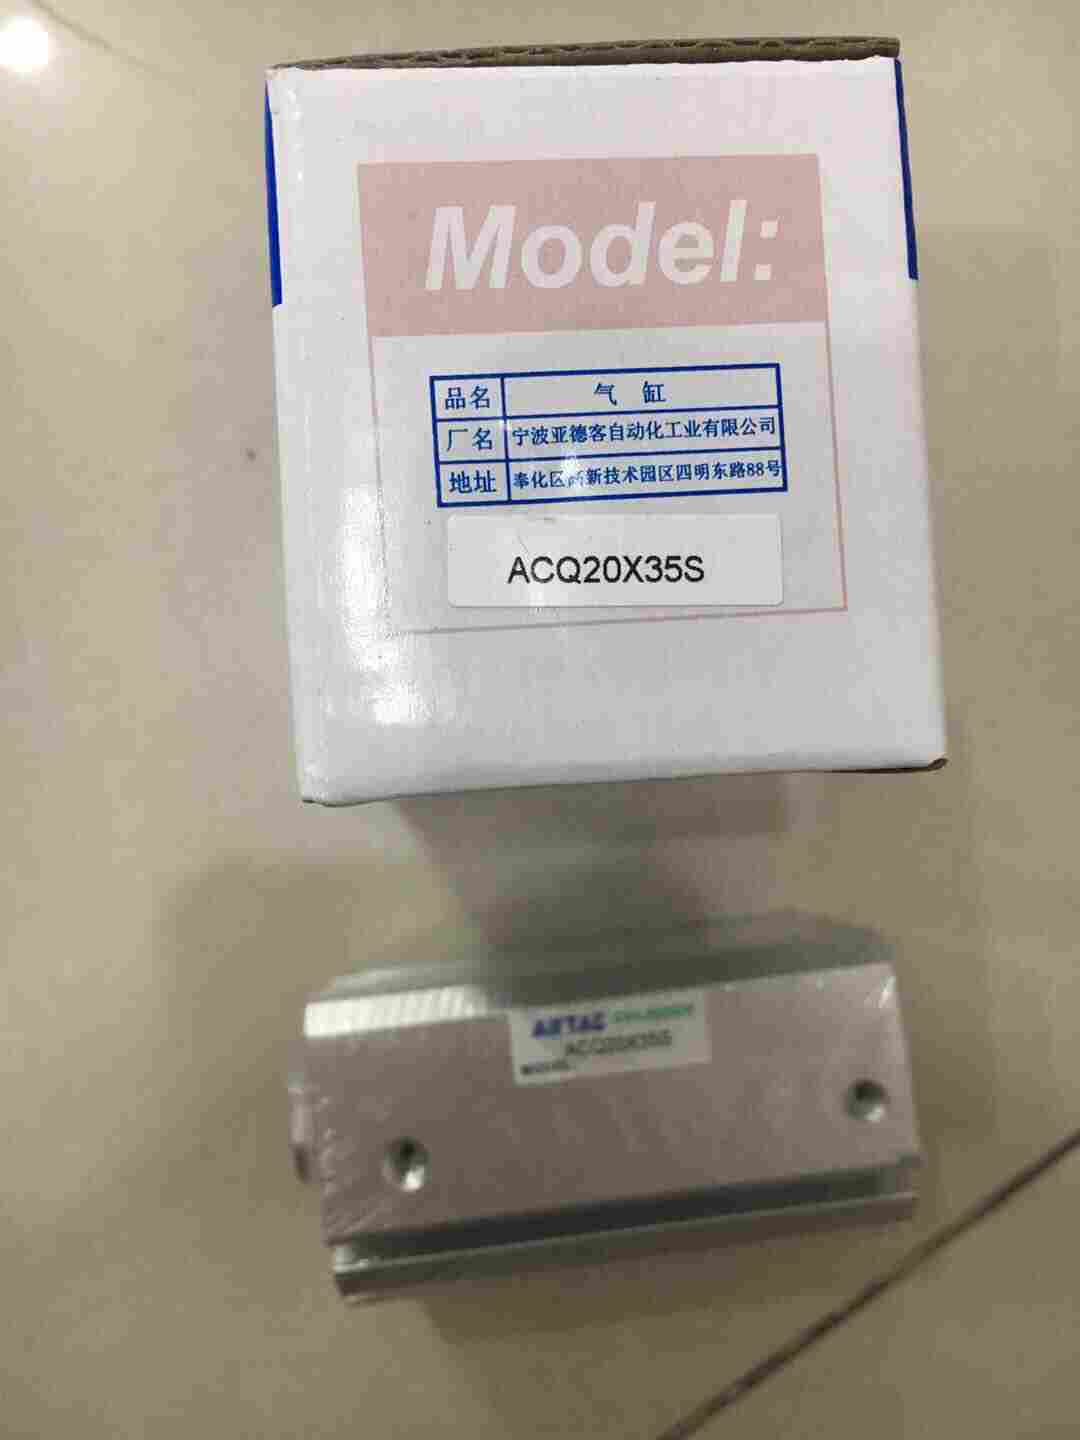 Model:
品名 气缸
厂名 宁波亚德客自动化工业有限公司
地址 奉化区高新技术园区四明东路88号
ACQ20X35S
AIRTAC
ACQ20X35S